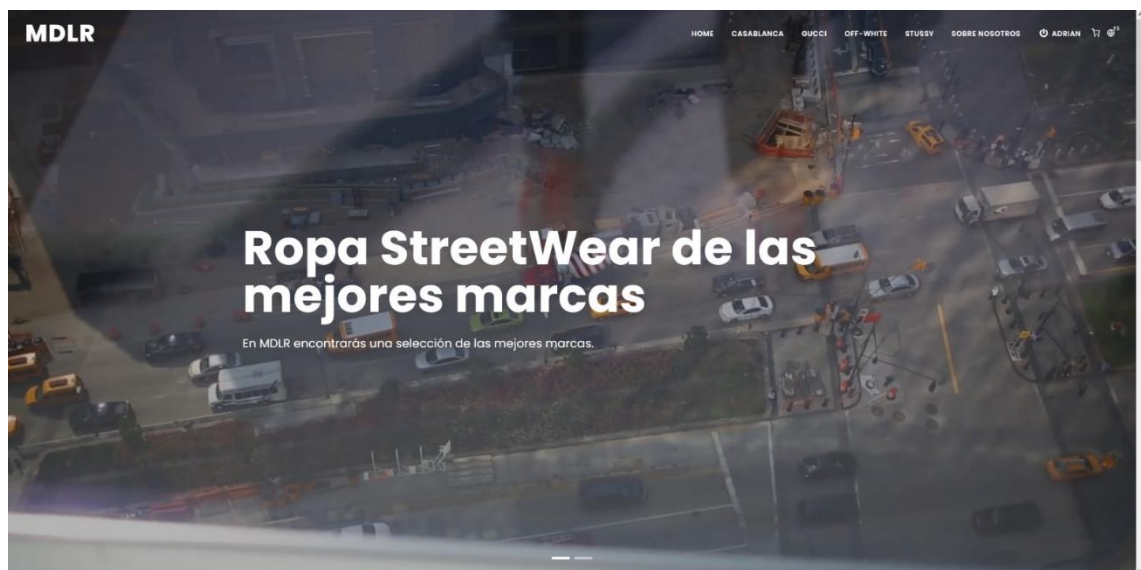 MDLR
HOME CASABLANCA GUCCI OFF-WHITE STUSSY SOBRE NOSOTROS ADRIAN ES
Ropa StreetWear de las
mejores marcas
En MDLR encontrarás una selección de las mejores marcas.